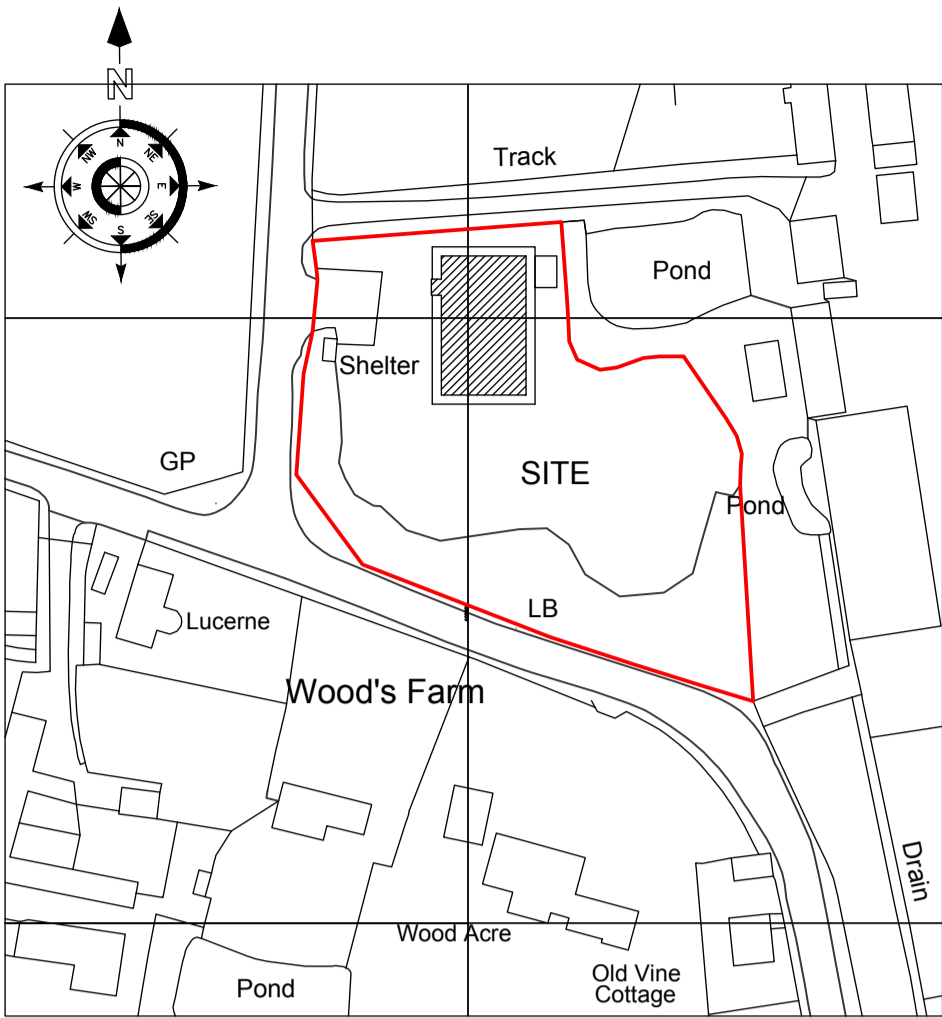 N
N
NE
E
SE
S
SW
W
NW
Track
Pond
Shelter
GP
SITE
Pond
LB
Lucerne
Wood's Farm
Drain
Wood Acre
Old Vine
Cottage
Pond